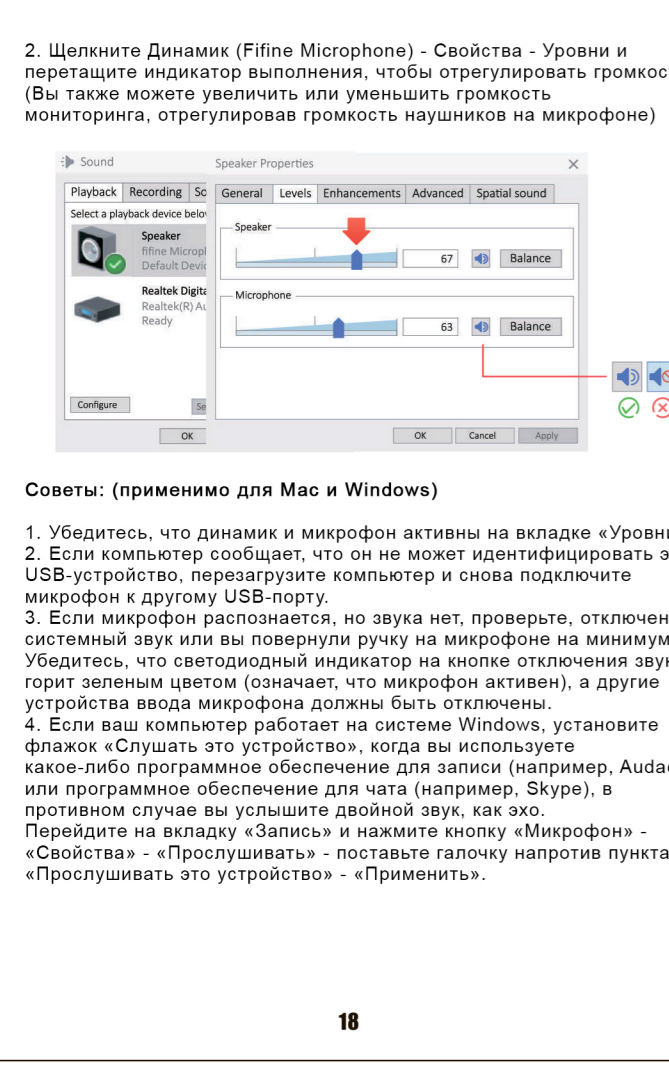 2. Щелкните Динамик (Fifine Microphone) - Свойства - Уровни и
перетащите индикатор выполнения, чтобы отрегулировать
(Вы также можете увеличить или уменьшить громкость
мониторинга, отрегулировав громкость наушников на микрофоне)
Sound
Playback Recording
Select a playback device
Speaker
fifine
Default
Realtek
Realtek(R)
Ready
Configure
OK
Speaker Properties
General Levels Enhancements Advanced Spatial sound
Speaker
67 Balance
Microphone
63 Balance
OK Cancel Apply
Советы: (применимо для Mac и Windows)
1. Убедитесь, что динамик и микрофон активны на вкладке
2. Если компьютер сообщает, что он не может идентифицировать
USB-устройство, перезагрузите компьютер и снова подключите
микрофон к другому USB-порту.
3. Если микрофон распознается, но звука нет, проверьте, отключен
системный звук или вы повернули ручку на микрофоне на минимум
Убедитесь, что светодиодный индикатор на кнопке отключения
горит зеленым цветом (означает, что микрофон активен), а другие
устройства ввода микрофона должны быть отключены.
4. Если ваш компьютер работает на системе Windows, установите
флажок «Слушать это устройство», когда вы используете
какое-либо программное обеспечение для записи (например,
или программное обеспечение для чата (например, Skype), в
противном случае вы услышите двойной звук, как эхо.
Перейдите на вкладку «Запись» и нажмите кнопку «Микрофон» -
«Свойства» - «Прослушивать» - поставьте галочку напротив пункта
«Прослушивать это устройство» - «Применить».
18